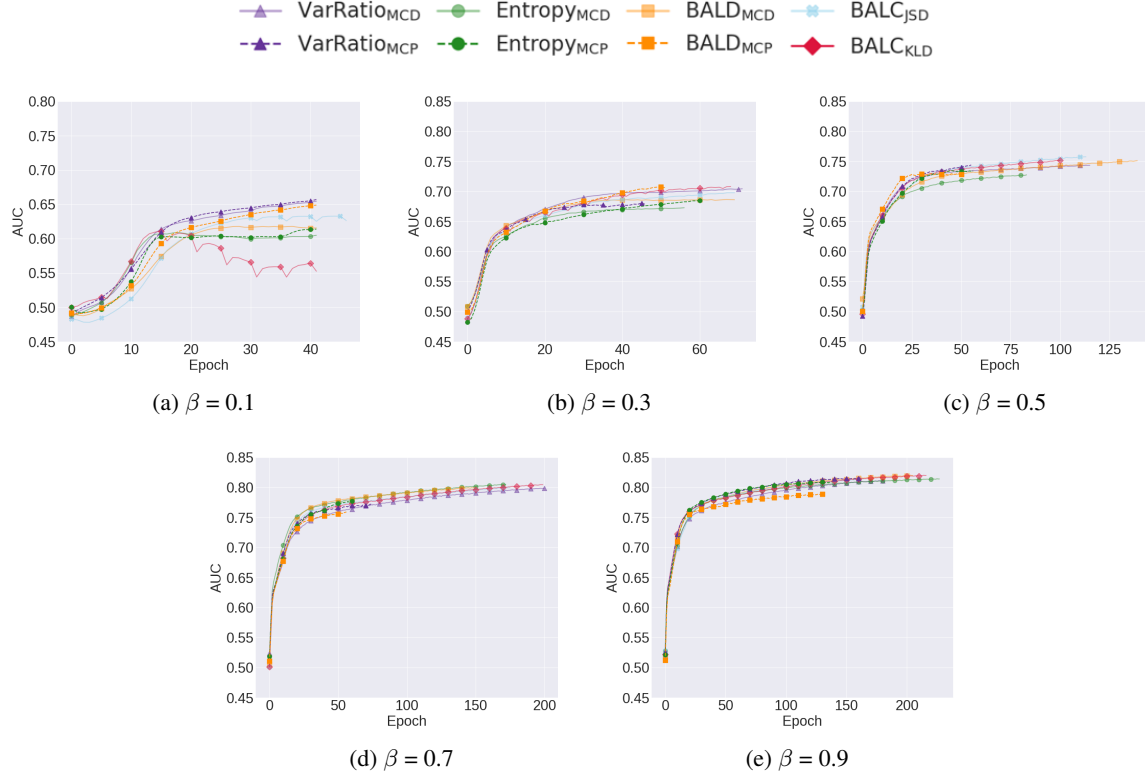 VarRatio_MCD Entropy_MCD BALD_MCD BALC_JSD
VarRatio_MCP Entropy_MCP BALD_MCP BALC_KLD
0.80
0.75
0.70
0.65
0.60
0.55
0.50
0.45
AUC
0 10 20 30 40
Epoch
(a) β = 0.1
0.85
0.80
0.75
0.70
0.65
0.60
0.55
0.50
0.45
AUC
0 20 40 60
Epoch
(b) β = 0.3
0.85
0.80
0.75
0.70
0.65
0.60
0.55
0.50
0.45
AUC
0 25 50 75 100 125
Epoch
(c) β = 0.5
0.85
0.80
0.75
0.70
0.65
0.60
0.55
0.50
0.45
AUC
0 50 100 150 200
Epoch
(d) β = 0.7
0.85
0.80
0.75
0.70
0.65
0.60
0.55
0.50
0.45
AUC
0 50 100 150 200
Epoch
(e) β = 0.9